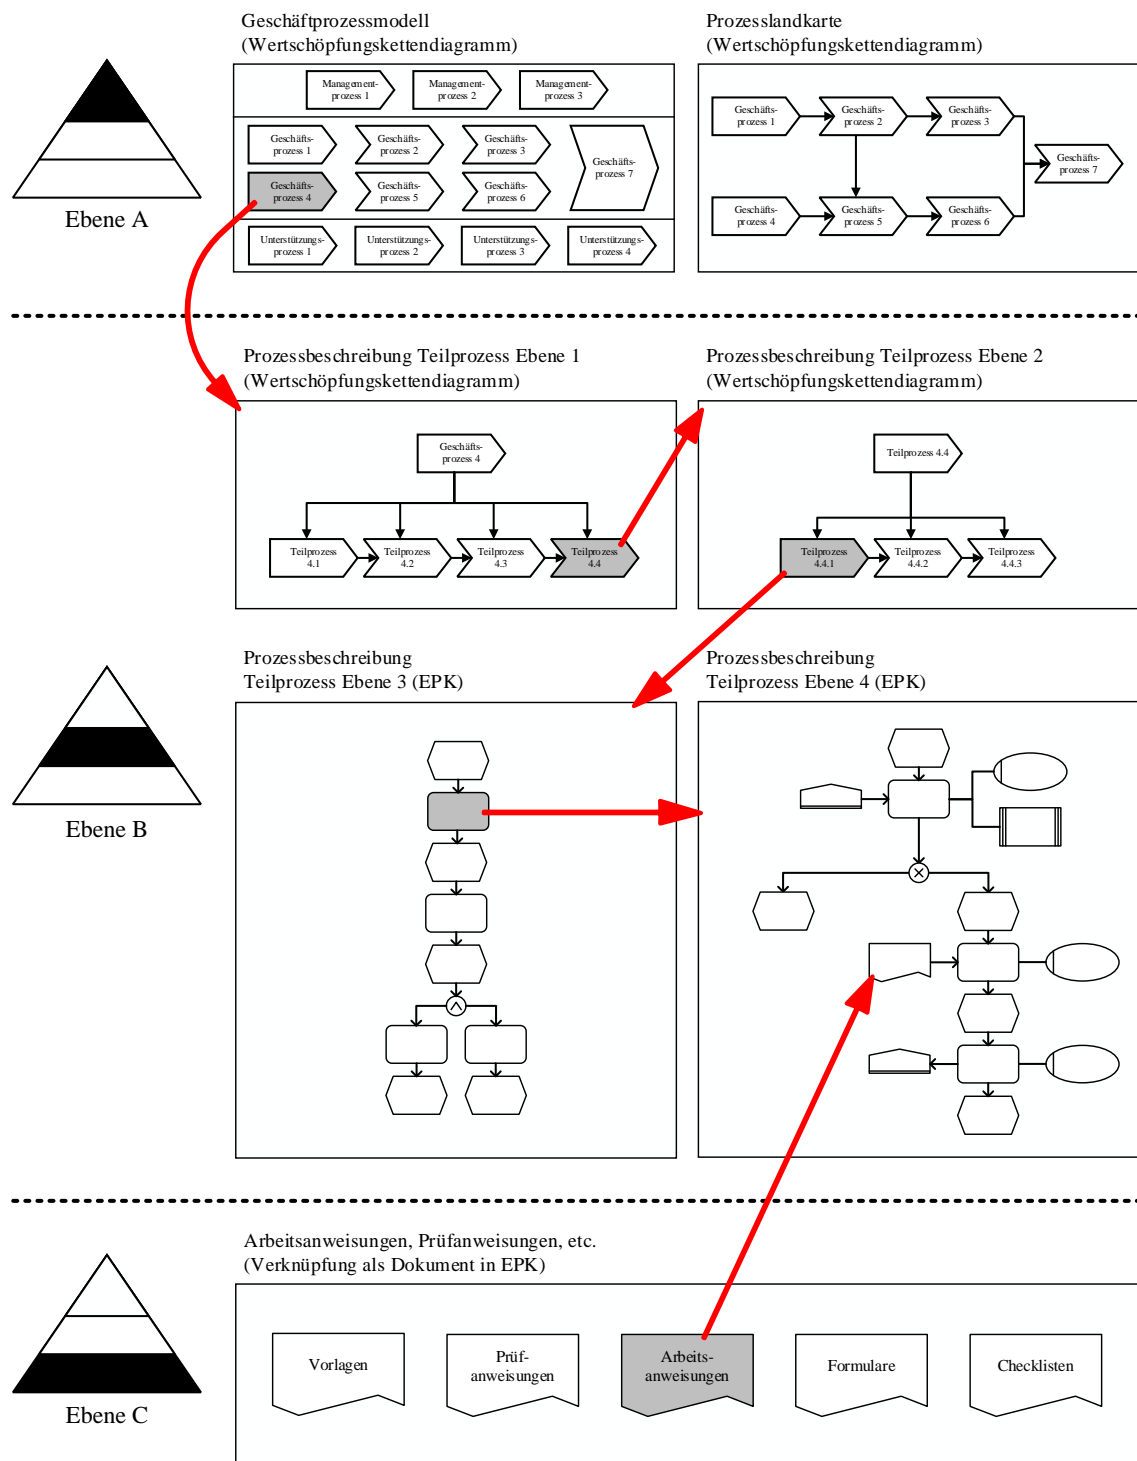 Geschäftprozessmodell
(Wertschöpfungskettendiagramm)
Prozesslandkarte
(Wertschöpfungskettendiagramm)
Management-
prozess 1
Management-
prozess 2
Management-
prozess 3
Geschäfts-
prozess 1
Geschäfts-
prozess 2
Geschäfts-
prozess 3
Geschäfts-
prozess 7
Geschäfts-
prozess 4
Geschäfts-
prozess 5
Geschäfts-
prozess 6
Unterstützungs-
prozess 1
Unterstützungs-
prozess 2
Unterstützungs-
prozess 3
Unterstützungs-
prozess 4
Geschäfts-
prozess 1
Geschäfts-
prozess 2
Geschäfts-
prozess 3
Geschäfts-
prozess 7
Geschäfts-
prozess 4
Geschäfts-
prozess 5
Geschäfts-
prozess 6
Ebene A
Prozessbeschreibung Teilprozess Ebene 1
(Wertschöpfungskettendiagramm)
Prozessbeschreibung Teilprozess Ebene 2
(Wertschöpfungskettendiagramm)
Geschäfts-
prozess 4
Teilprozess
4.1
Teilprozess
4.2
Teilprozess
4.3
Teilprozess
4.4
Teilprozess 4.4
Teilprozess
4.4.1
Teilprozess
4.4.2
Teilprozess
4.4.3
Prozessbeschreibung
Teilprozess Ebene 3 (EPK)
Prozessbeschreibung
Teilprozess Ebene 4 (EPK)
Ebene B
Arbeitsanweisungen, Prüfanweisungen, etc.
(Verknüpfung als Dokument in EPK)
Vorlagen
Prüf-
anweisungen
Arbeits-
anweisungen
Formulare
Checklisten
Ebene C